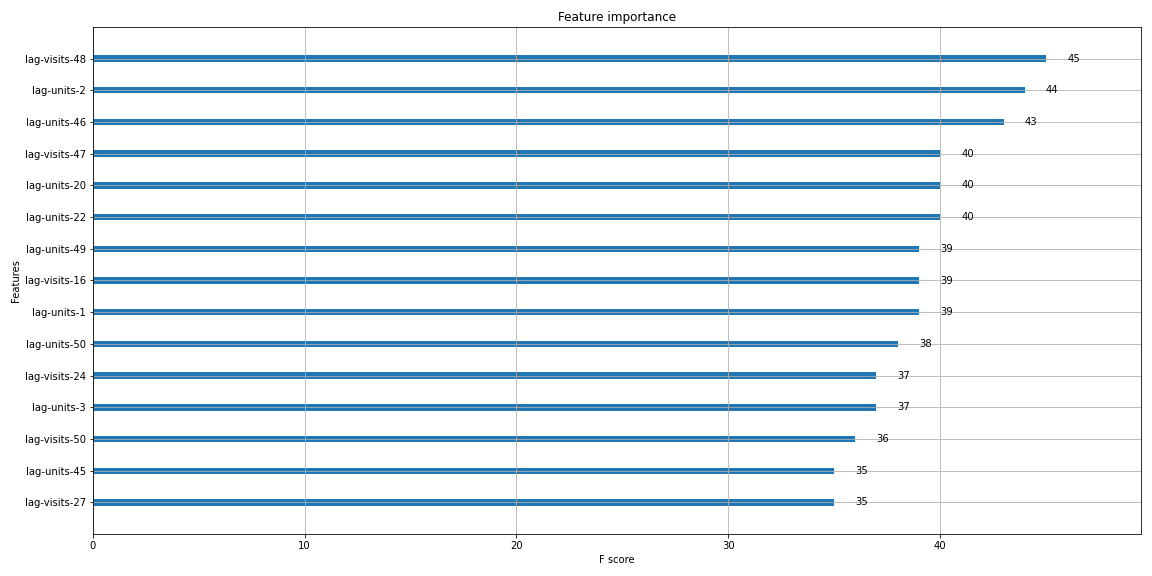 Feature importance
lag-visits-48 45
lag-units-2 44
lag-units-46 43
lag-visits-47 40
lag-units-20 40
lag-units-22 40
lag-units-49 39
lag-visits-16 39
lag-units-1 39
lag-units-50 38
lag-visits-24 37
lag-units-3 37
lag-visits-50 36
lag-units-45 35
lag-visits-27 35
Features
0 10 20 30 40
F score